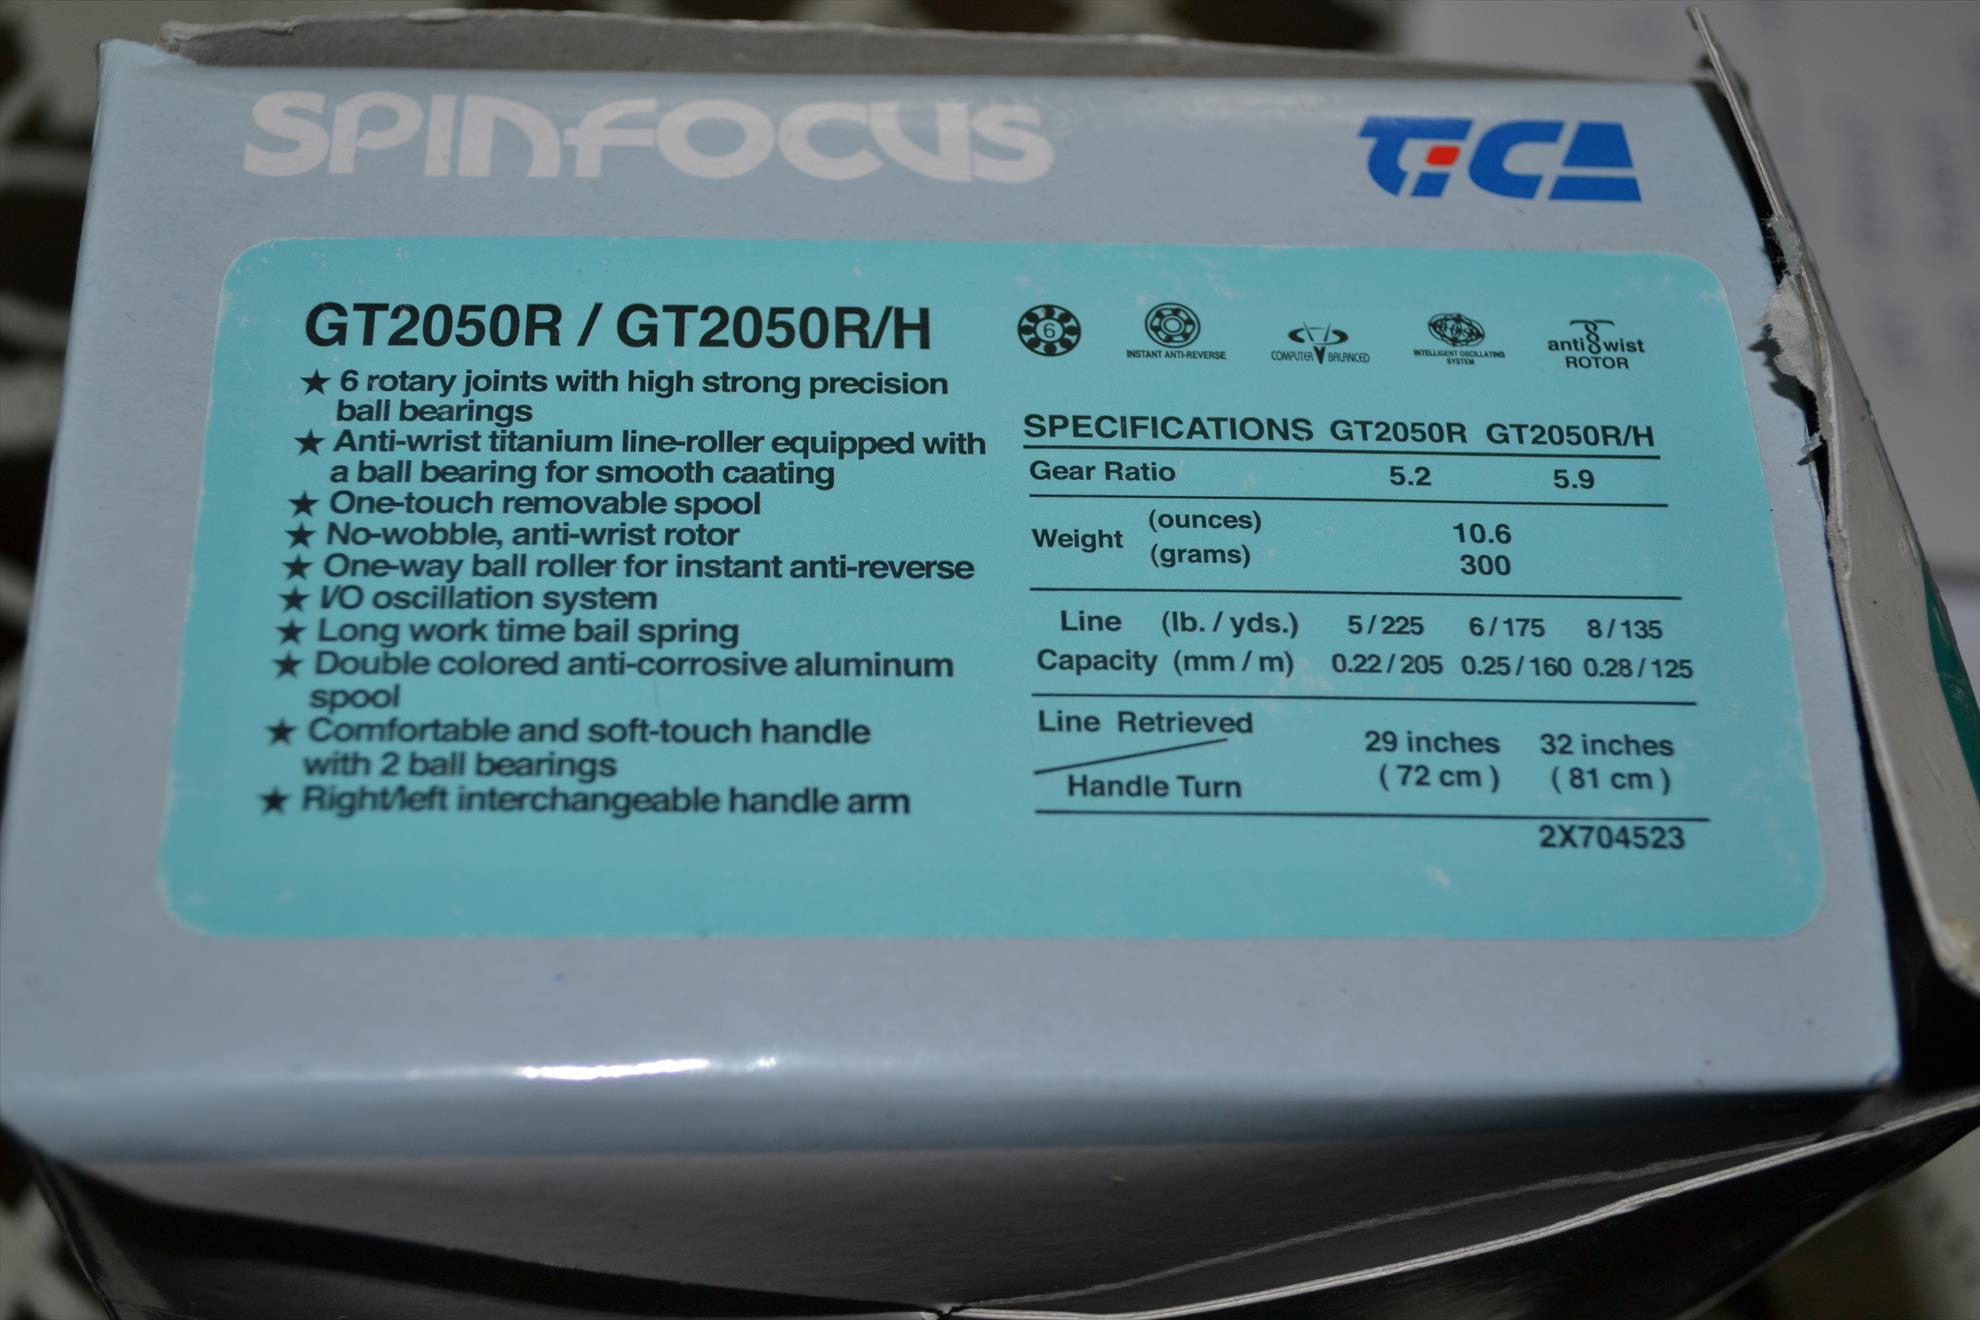 SPINFOCUS
TiCA
GT2050R / GT2050R/H
★ 6 rotary joints with high strong precision
ball bearings
★ Anti-wrist titanium line-roller equipped with
a ball bearing for smooth caating
★ One-touch removable spool
★ No-wobble, anti-wrist rotor
★ One-way ball roller for instant anti-reverse
★ I/O oscillation system
★ Long work time bail spring
★ Double colored anti-corrosive aluminum
spool
★ Comfortable and soft-touch handle
with 2 ball bearings
★ Right/left interchangeable handle arm
6
INSTANT ANTI-REVERSE
COMPUTER BALANCED
INTELLIGENT OSCILLATING
SYSTEM
anti wist
ROTOR
SPECIFICATIONS GT2050R GT2050R/H
Gear Ratio 5.2 5.9
Weight (ounces) 10.6
(grams) 300
Line (lb. / yds.) 5/225 6/175 8/135
Capacity (mm / m) 0.22/205 0.25/160 0.28/125
Line Retrieved
Handle Turn
29 inches 32 inches
( 72 cm ) ( 81 cm )
2X704523